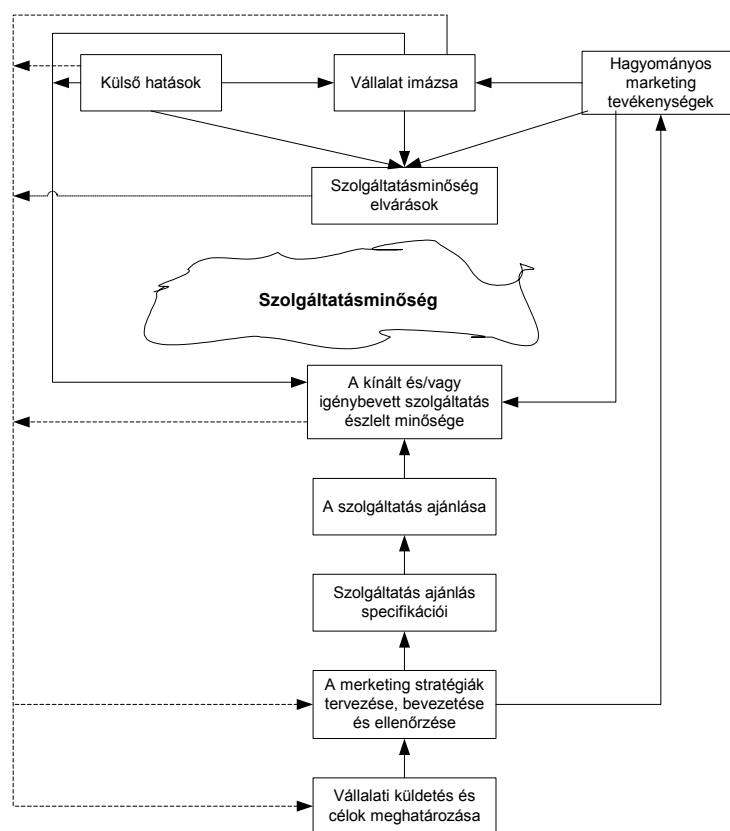 Külső hatások
Vállalat imázsa
Hagyományos
marketing
tevékenységek
Szolgáltatásminőség
elvárások
Szolgáltatásminőség
A kínált és/vagy
igénybevett szolgáltatás
észlelt minősége
A szolgáltatás ajánlása
Szolgáltatás ajánlás
specifikációi
A merketing stratégiák
tervezése, bevezetése
és ellenőrzése
Vállalati küldetés és
célok meghatározása